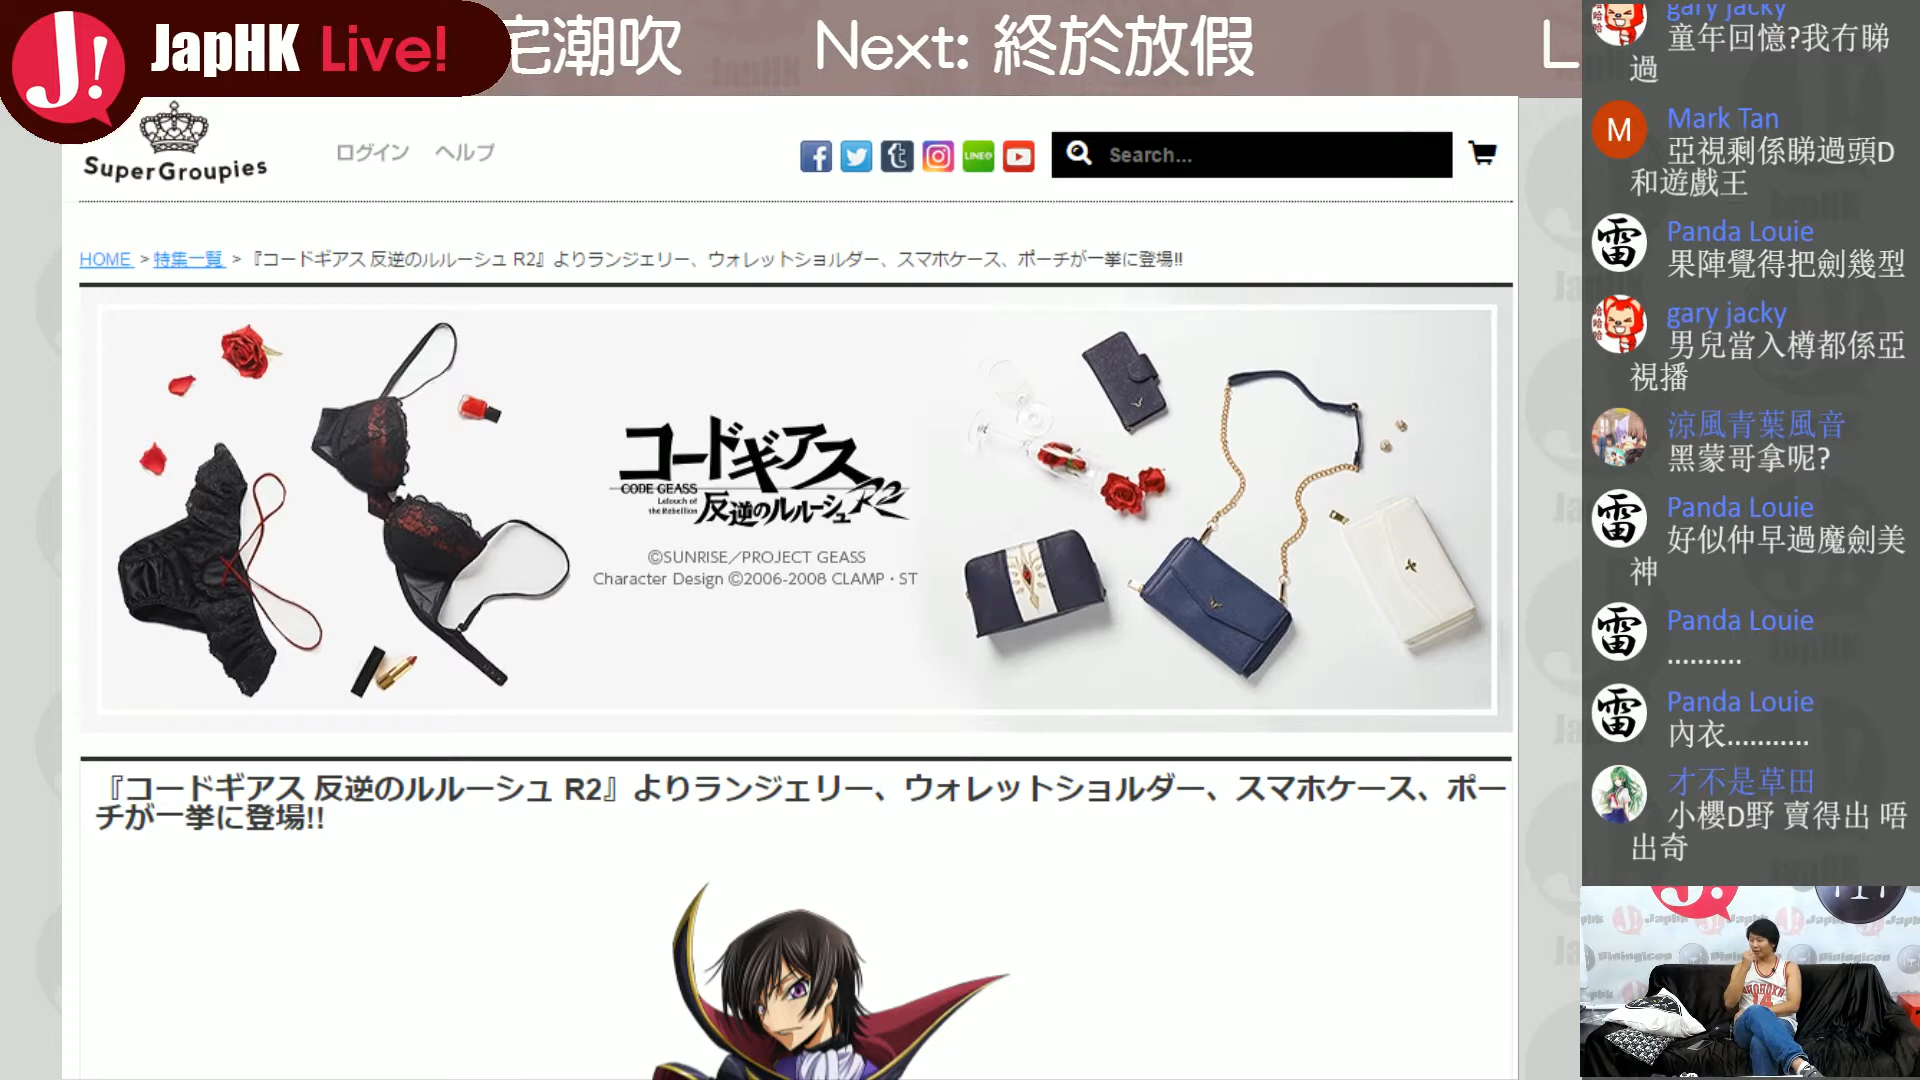 J!
JapHK Live!
宅潮吹
Next: 終於放假
L
SuperGroupies
ログイン ヘルプ
LINE@
Search...
HOME > 特集一覧 > 『コードギアス 反逆のルルーシュ R2』よりランジェリー、ウォレットショルダー、スマホケース、ポーチが一挙に登場!!
コードギアス
CODE GEASS
Lelouch of
the Rebellion
反逆のルルーシュ R2
©SUNRISE／PROJECT GEASS
Character Design ©2006-2008 CLAMP・ST
『コードギアス 反逆のルルーシュ R2』よりランジェリー、ウォレットショルダー、スマホケース、ポー
チが一挙に登場!!
gary jacky
童年回憶?我冇睇
過
M
Mark Tan
亞視剩係睇過頭D
和遊戲王
雷
Panda Louie
果陣覺得把劍幾型
gary jacky
男兒當入樽都係亞
視播
涼風青葉風音
黑蒙哥拿呢?
雷
Panda Louie
好似仲早過魔劍美
神
雷
Panda Louie
..........
雷
Panda Louie
內衣...........
才不是草田
小櫻D野 賣得出 唔
出奇